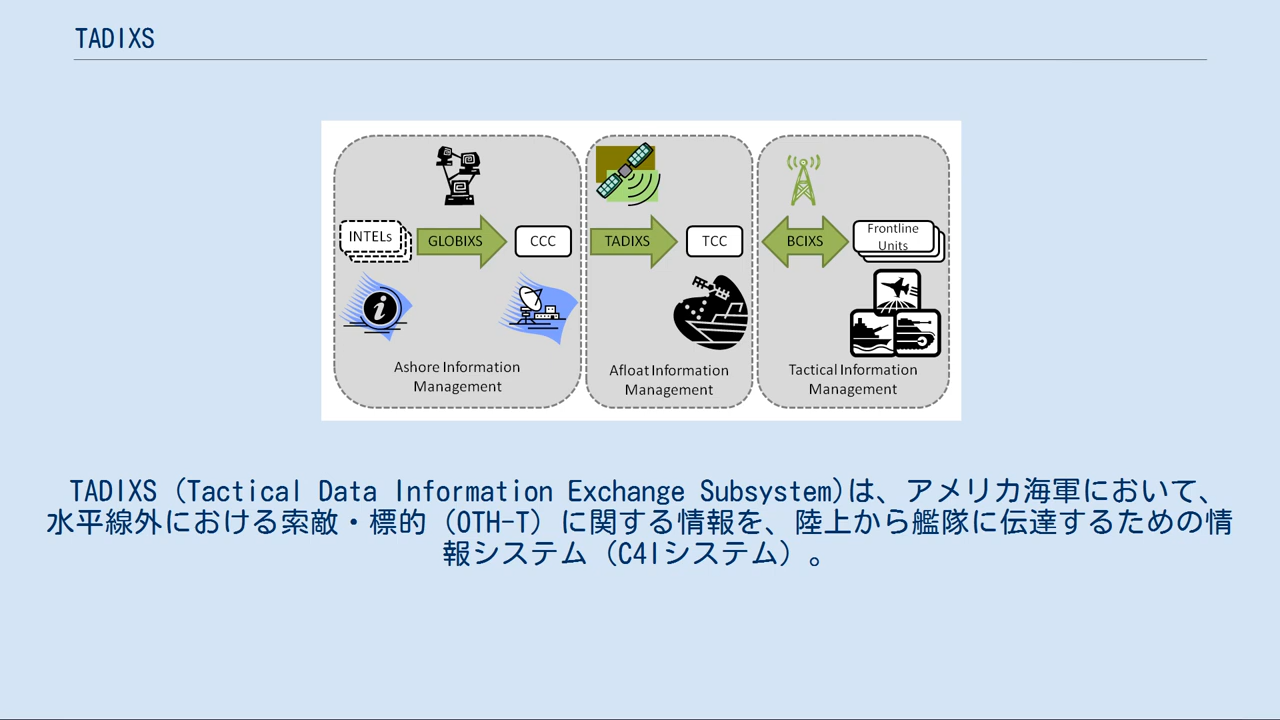 TADIXS
INTELs
GLOBIXS
CCC
TADIXS
TCC
BCIXS
Frontline
Units
Ashore Information
Management
Afloat Information
Management
Tactical Information
Management
TADIXS (Tactical Data Information Exchange Subsystem)は、アメリカ海軍において、
水平線外における索敵・標的（OTH-T）に関する情報を、陸上から艦隊に伝達するための情
報システム（C4Iシステム）。